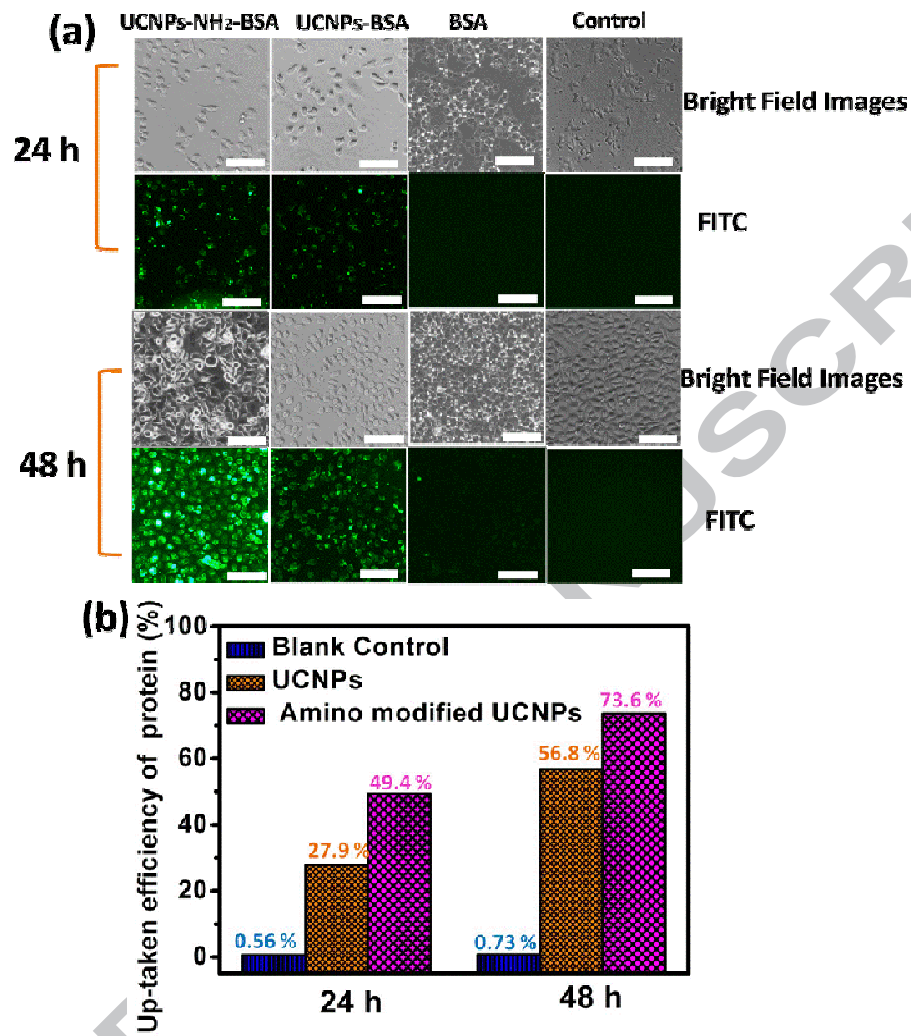 (a)
UCNPs-NH₂-BSA UCNPs-BSA BSA Control
24 h
Bright Field Images
FITC
48 h
Bright Field Images
FITC
(b)
Up-taken efficiency of protein (%)
100
80
60
40
20
0
Blank Control
UCNPs
Amino modified UCNPs
0.56 %
27.9 %
49.4 %
0.73 %
56.8 %
73.6 %
24 h 48 h